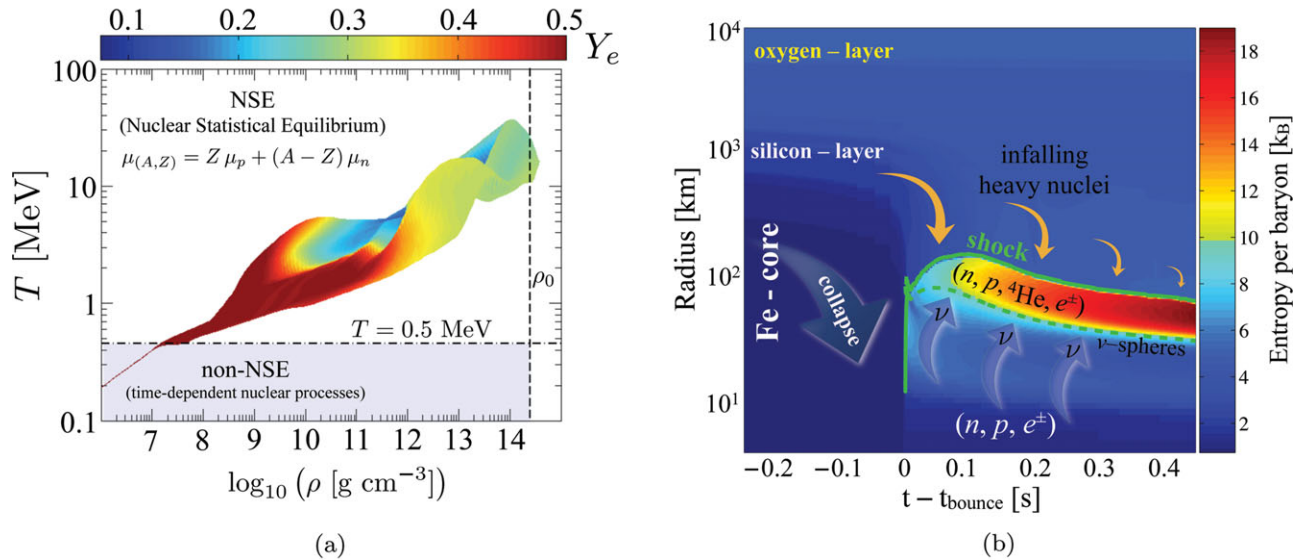 0.1 0.2 0.3 0.4 0.5
Y_e
100
10
1
0.1
T [MeV]
NSE
(Nuclear Statistical Equilibrium)
μ_(A,Z) = Z μ_p + (A − Z) μ_n
ρ_0
T = 0.5 MeV
non-NSE
(time-dependent nuclear processes)
7 8 9 10 11 12 13 14
log_10 (ρ [g cm^−3])
(a)
10^4
10^3
10^2
10^1
Radius [km]
oxygen – layer
silicon – layer
infalling
heavy nuclei
Fe - core
collapse
shock
(n, p, ^4He, e^±)
ν
ν
ν
ν–spheres
(n, p, e^±)
-0.2 -0.1 0 0.1 0.2 0.3 0.4
t – t_bounce [s]
18
16
14
12
10
8
6
4
2
Entropy per baryon [k_B]
(b)